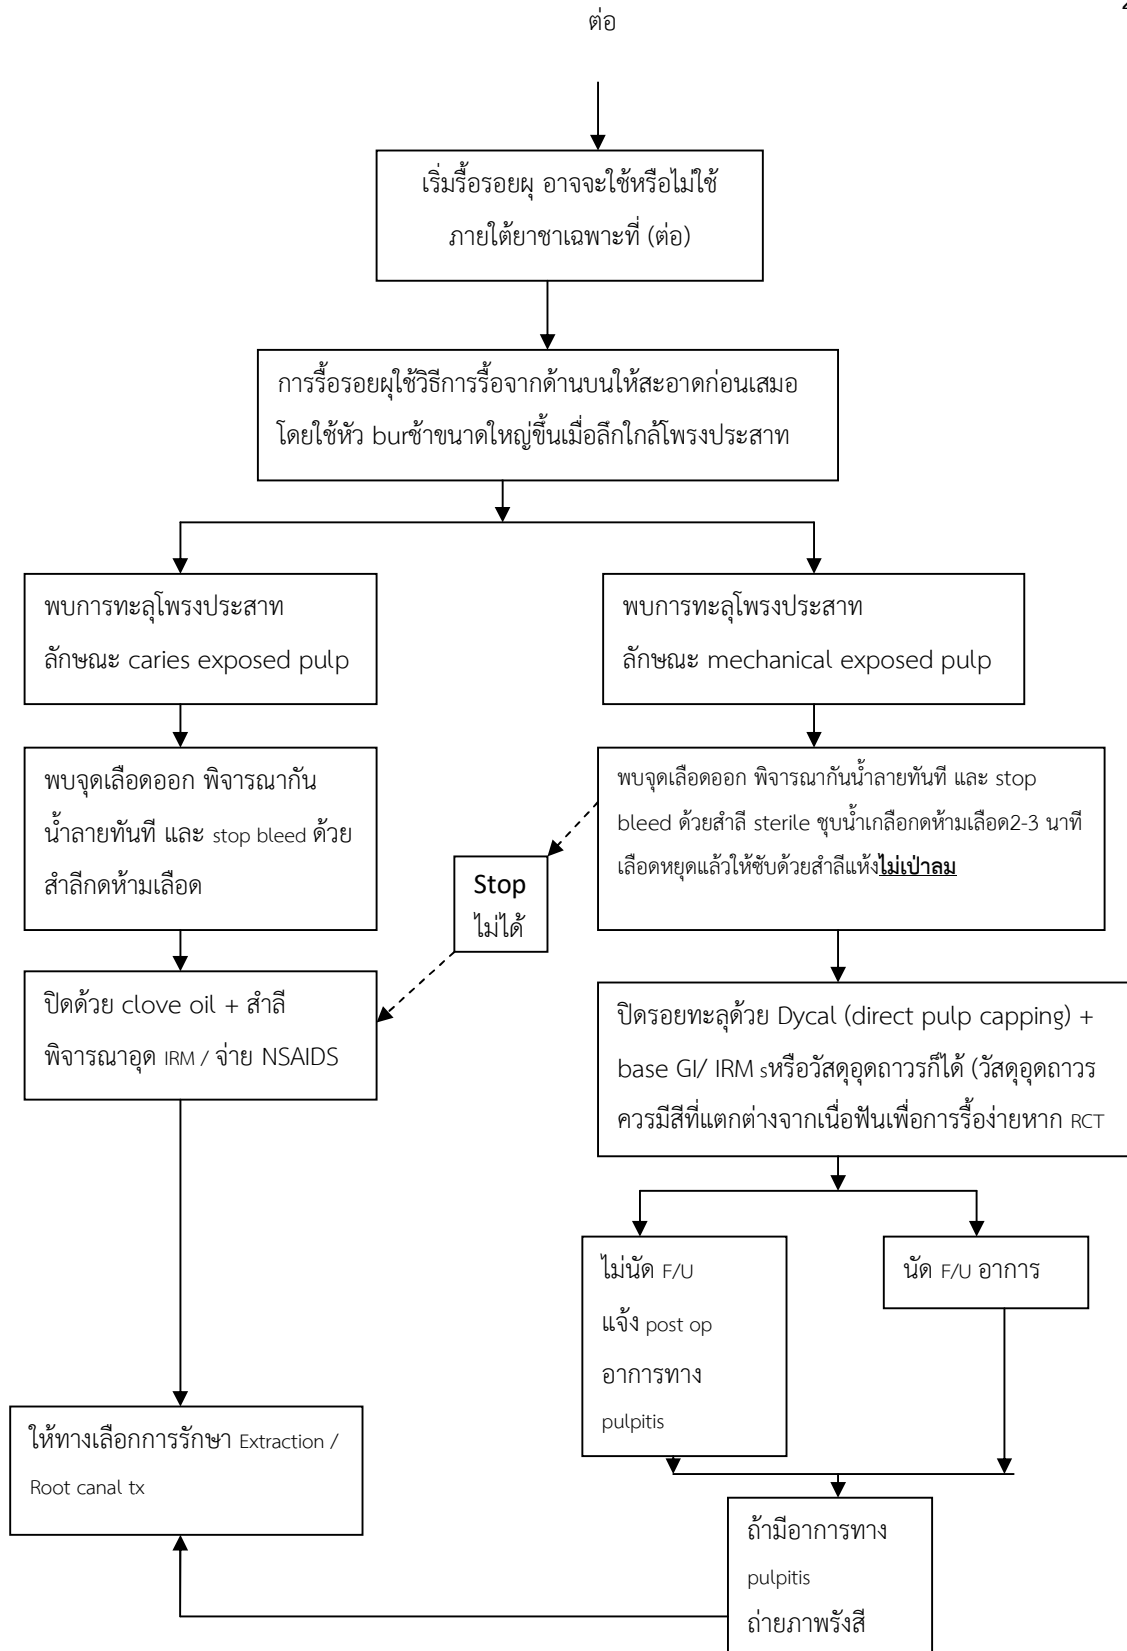 ต่อ
เริ่มรื้อรอยผุ อาจจะใช้หรือไม่ใช้
ภายใต้ยาชาเฉพาะที่ (ต่อ)
การรื้อรอยผุใช้วิธีการรื้อจากด้านบนให้สะอาดก่อนเสมอ
โดยใช้หัว burช้าขนาดใหญ่ขึ้นเมื่อลึกใกล้โพรงประสาท
พบการทะลุโพรงประสาท
ลักษณะ caries exposed pulp
พบการทะลุโพรงประสาท
ลักษณะ mechanical exposed pulp
พบจุดเลือดออก พิจารณากัน
น้ำลายทันที และ stop bleed ด้วย
สำลีกดห้ามเลือด
พบจุดเลือดออก พิจารณากันน้ำลายทันที และ stop
bleed ด้วยสำลี sterile ชุบน้ำเกลือกดห้ามเลือด2-3 นาที
เลือดหยุดแล้วให้ซับด้วยสำลีแห้งไม่เป่าลม
Stop
ไม่ได้
ปิดด้วย clove oil + สำลี
พิจารณาอุด IRM / จ่าย NSAIDS
ปิดรอยทะลุด้วย Dycal (direct pulp capping) +
base GI/ IRM sหรือวัสดุอุดถาวรก็ได้ (วัสดุอุดถาวร
ควรมีสีที่แตกต่างจากเนื่อฟันเพื่อการรื้อง่ายหาก RCT
ไม่นัด F/U
แจ้ง post op
อาการทาง
pulpitis
นัด F/U อาการ
ให้ทางเลือกการรักษา Extraction /
Root canal tx
ถ้ามีอาการทาง
pulpitis
ถ่ายภาพรังสี